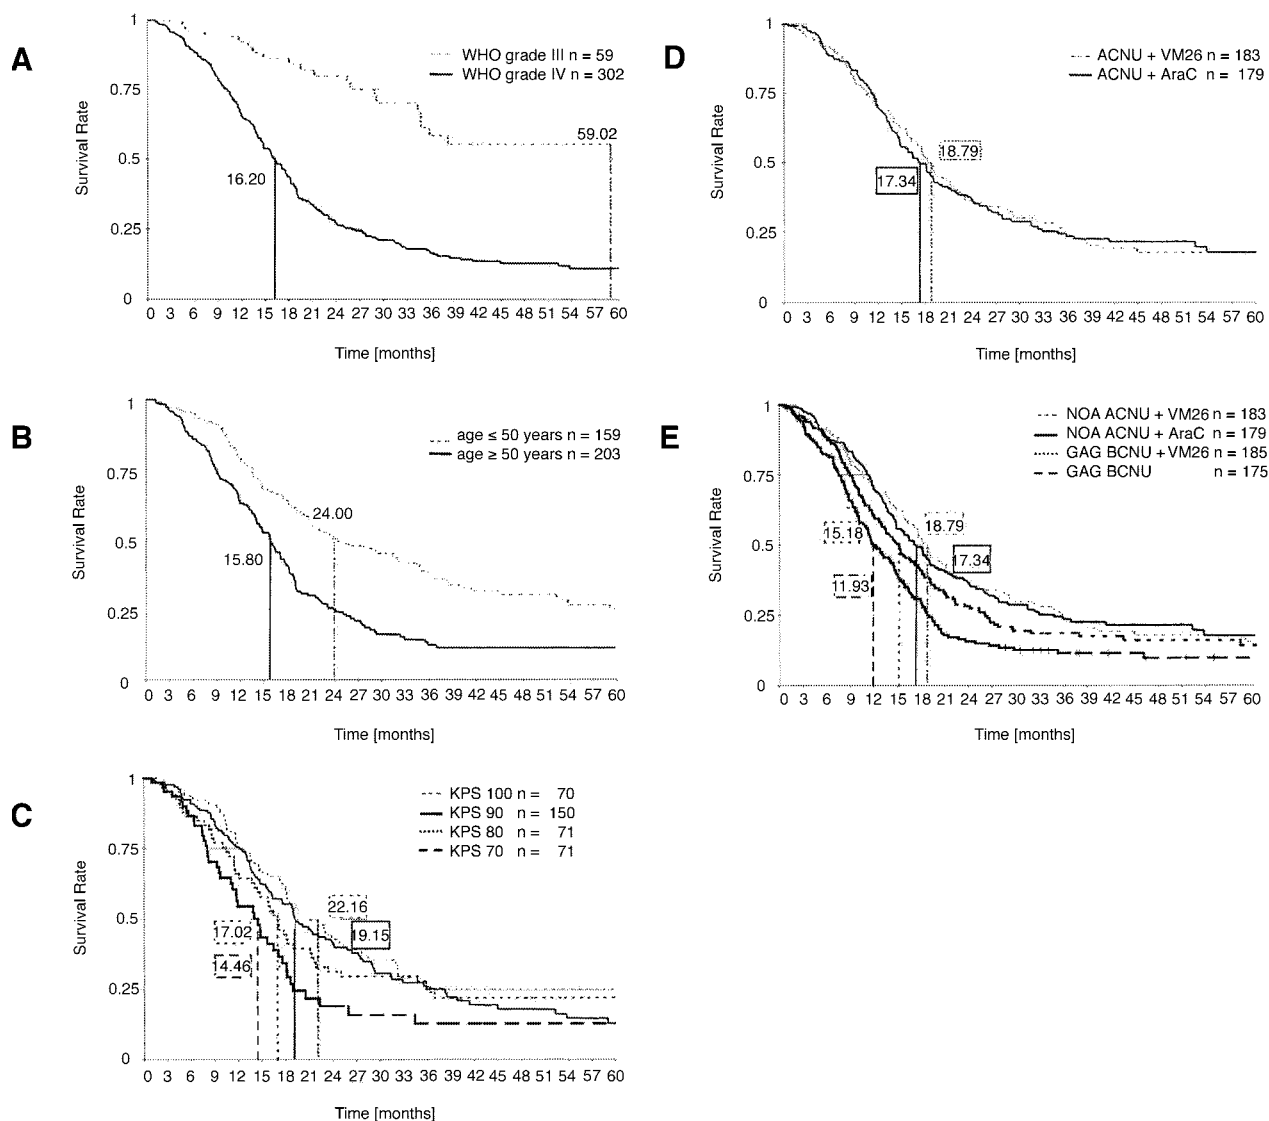 A
1
0.75
0.5
0.25
0
Survival Rate
WHO grade III n = 59
WHO grade IV n = 302
59.02
16.20
0 3 6 9 12 15 18 21 24 27 30 33 36 39 42 45 48 51 54 57 60
Time [months]
B
1
0.75
0.5
0.25
0
Survival Rate
age ≤ 50 years n = 159
age ≥ 50 years n = 203
24.00
15.80
0 3 6 9 12 15 18 21 24 27 30 33 36 39 42 45 48 51 54 57 60
Time [months]
C
1
0.75
0.5
0.25
0
Survival Rate
KPS 100 n = 70
KPS 90 n = 150
KPS 80 n = 71
KPS 70 n = 71
22.16
19.15
17.02
14.46
0 3 6 9 12 15 18 21 24 27 30 33 36 39 42 45 48 51 54 57 60
Time [months]
D
1
0.75
0.5
0.25
0
Survival Rate
ACNU + VM26 n = 183
ACNU + AraC n = 179
18.79
17.34
0 3 6 9 12 15 18 21 24 27 30 33 36 39 42 45 48 51 54 57 60
Time [months]
E
1
0.75
0.5
0.25
0
Survival Rate
NOA ACNU + VM26 n = 183
NOA ACNU + AraC n = 179
GAG BCNU + VM26 n = 185
GAG BCNU n = 175
18.79
15.18
17.34
11.93
0 3 6 9 12 15 18 21 24 27 30 33 36 39 42 45 48 51 54 57 60
Time [months]